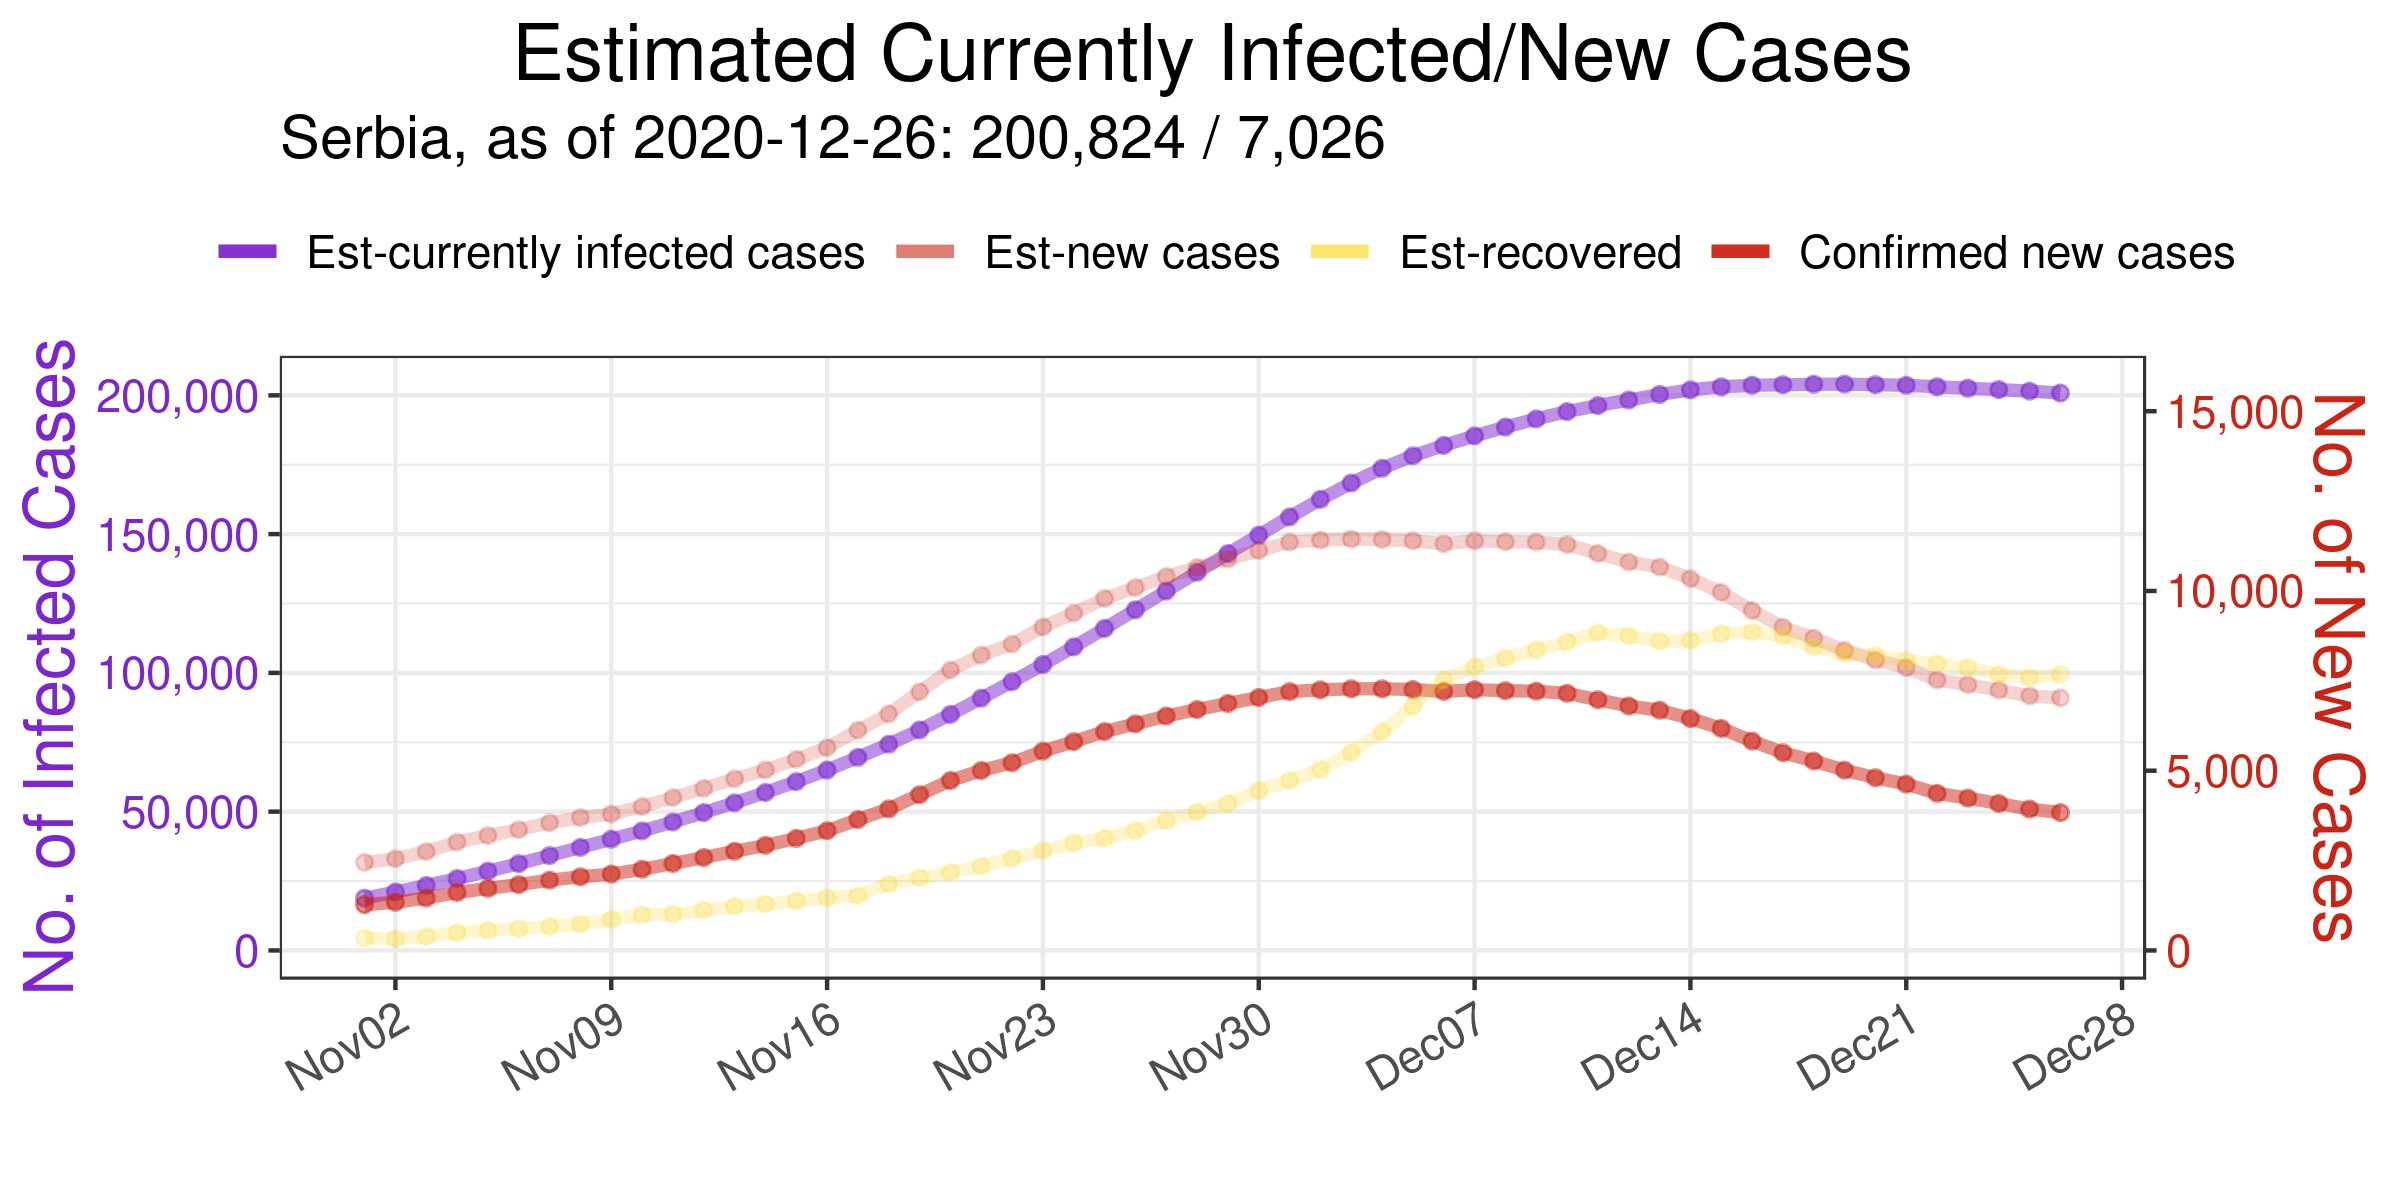 Estimated Currently Infected/New Cases
Serbia, as of 2020-12-26: 200,824 / 7,026
Est-currently infected cases Est-new cases Est-recovered Confirmed new cases
No. of Infected Cases
200,000
150,000
100,000
50,000
0
15,000
10,000
5,000
0
No. of New Cases
Nov02 Nov09 Nov16 Nov23 Nov30 Dec07 Dec14 Dec21 Dec28